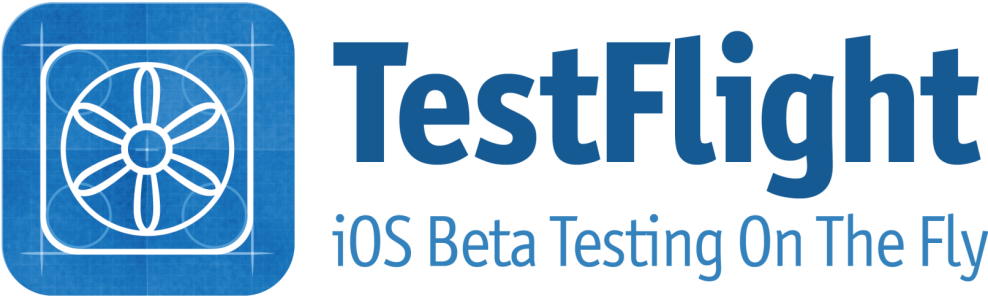 TestFlight
iOS Beta Testing On The Fly